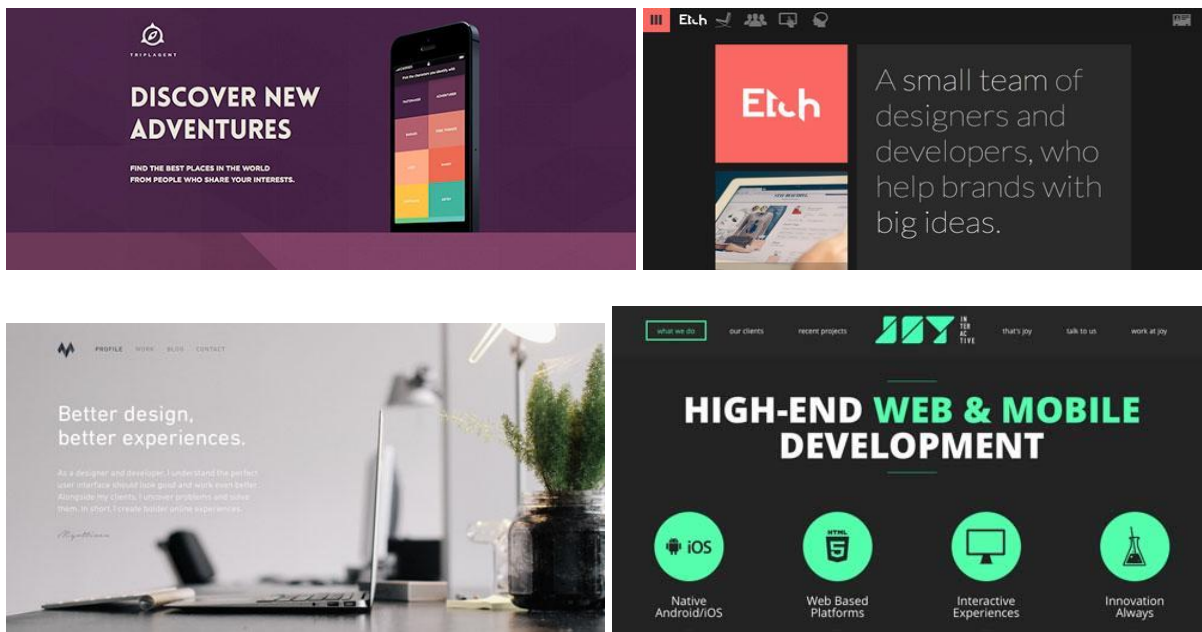 TRIPLAGENT
DISCOVER NEW
ADVENTURES
FIND THE BEST PLACES IN THE WORLD
FROM PEOPLE WHO SHARE YOUR INTERESTS.
Etch
Etch
A small team of
designers and
developers, who
help brands with
big ideas.
PROFILE WORK BLOG CONTACT
Better design,
better experiences.
As a designer and developer, I understand the perfect
user interface should look good and work even better.
Alongside my clients, I uncover problems and solve
them. In short, I create better online experiences.
what we do our clients recent projects JOY IN TER AC TIVE that's joy talk to us work at joy
HIGH-END WEB & MOBILE
DEVELOPMENT
iOS HTML 5
Native Web Based Interactive Innovation
Android/iOS Platforms Experiences Always